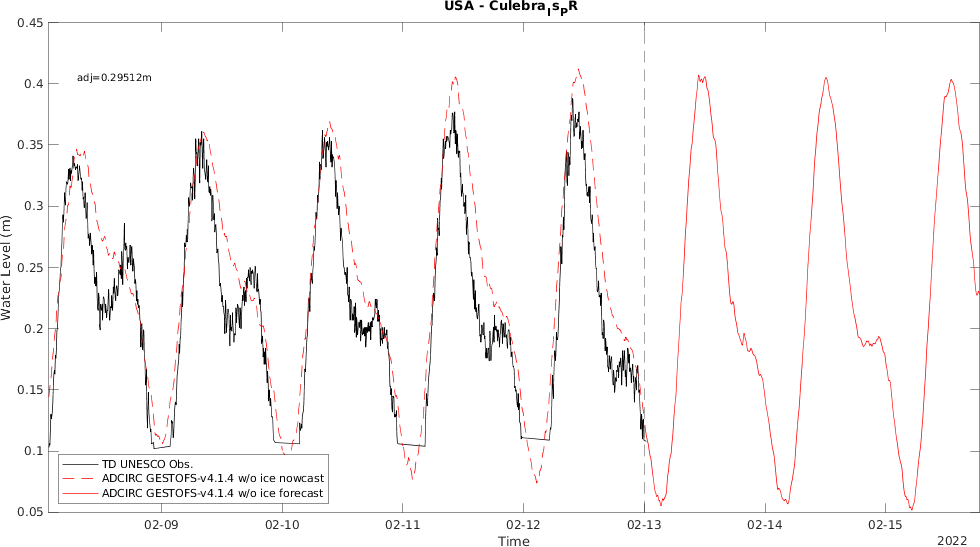 USA - CulebraIsPR
adj=0.29512m
Water Level (m)
0.45
0.4
0.35
0.3
0.25
0.2
0.15
0.1
0.05
TD UNESCO Obs.
ADCIRC GESTOFS-v4.1.4 w/o ice nowcast
ADCIRC GESTOFS-v4.1.4 w/o ice forecast
02-09 02-10 02-11 02-12 02-13 02-14 02-15
Time
2022